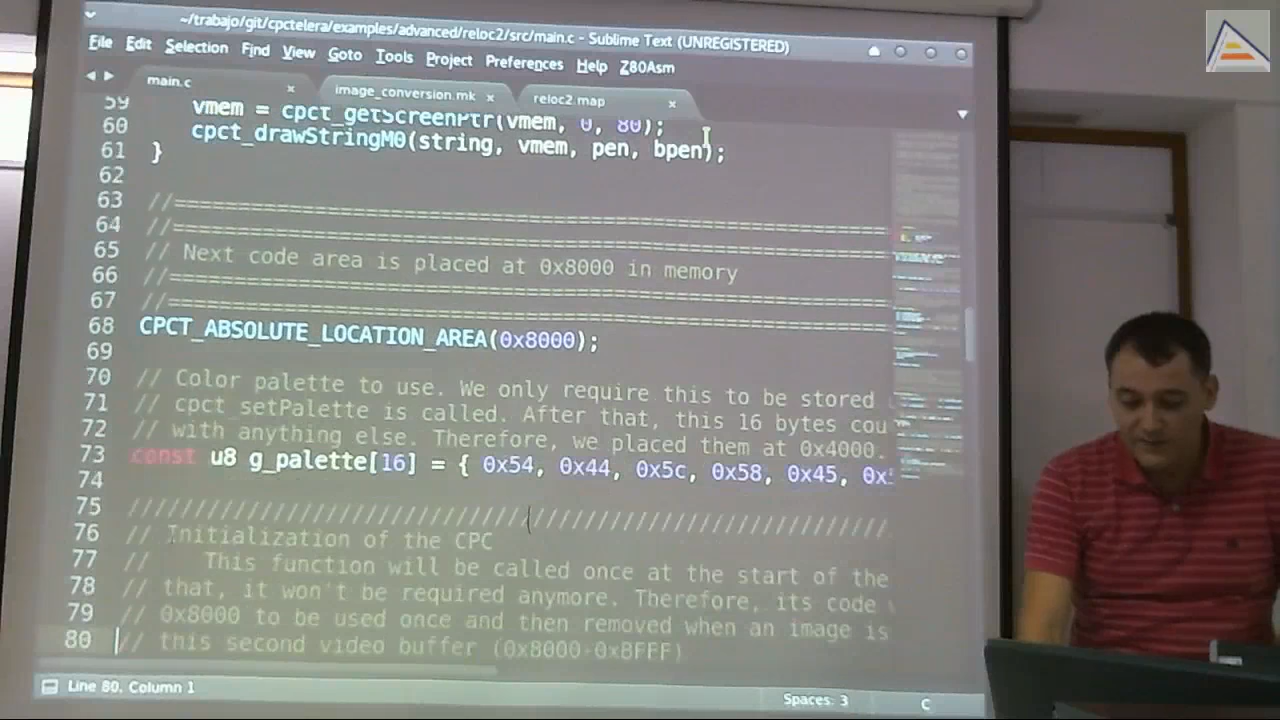 ~/trabajo/git/cpctelera/examples/advanced/reloc2/src/main.c - Sublime Text (UNREGISTERED)
File Edit Selection Find View Goto Tools Project Preferences Help Z80Asm
main.c × image_conversion.mk × reloc2.map ×
59 vmem = cpct_getScreenPtr(vmem, 0, 80);
60 cpct_drawStringM0(string, vmem, pen, bpen);
61 }
62
63 //==============================================================
64 //==============================================================
65 // Next code area is placed at 0x8000 in memory
66 //==============================================================
67 //==============================================================
68 CPCT_ABSOLUTE_LOCATION_AREA(0x8000);
69
70 // Color palette to use. We only require this to be stored
71 // cpct_setPalette is called. After that, this 16 bytes cou
72 // with anything else. Therefore, we placed them at 0x4000.
73 const u8 g_palette[16] = { 0x54, 0x44, 0x5c, 0x58, 0x45, 0x
74
75 //////////////////////////////////////////////////////////
76 // Initialization of the CPC
77 // This function will be called once at the start of the
78 // that, it won't be required anymore. Therefore, its code
79 // 0x8000 to be used once and then removed when an image is
80 // this second video buffer (0x8000-0xBFFF)
Line 80, Column 1 Spaces: 3 C